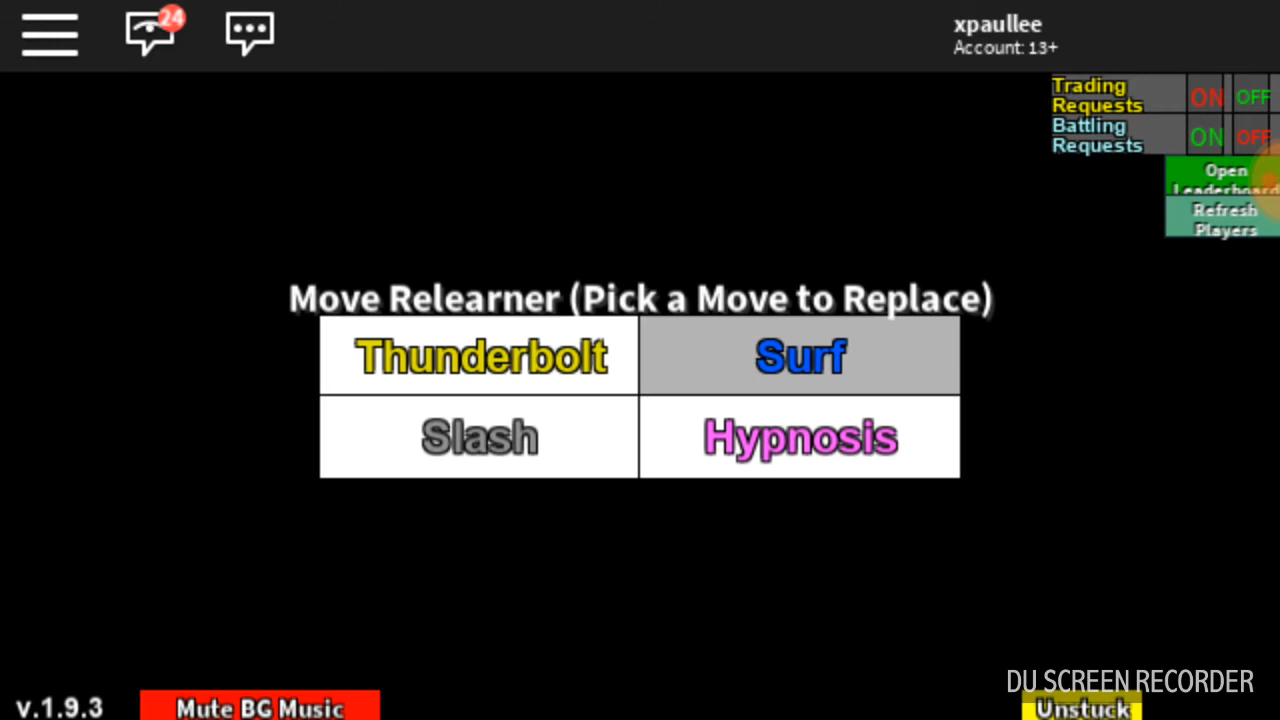 24
xpaullee
Account: 13+
Trading
Requests
ON OFF
Battling
Requests
ON OFF
Open
Leaderboard
Refresh
Players
Move Relearner (Pick a Move to Replace)
Thunderbolt Surf
Slash Hypnosis
DU SCREEN RECORDER
v.1.9.3 Mute BG Music Unstuck